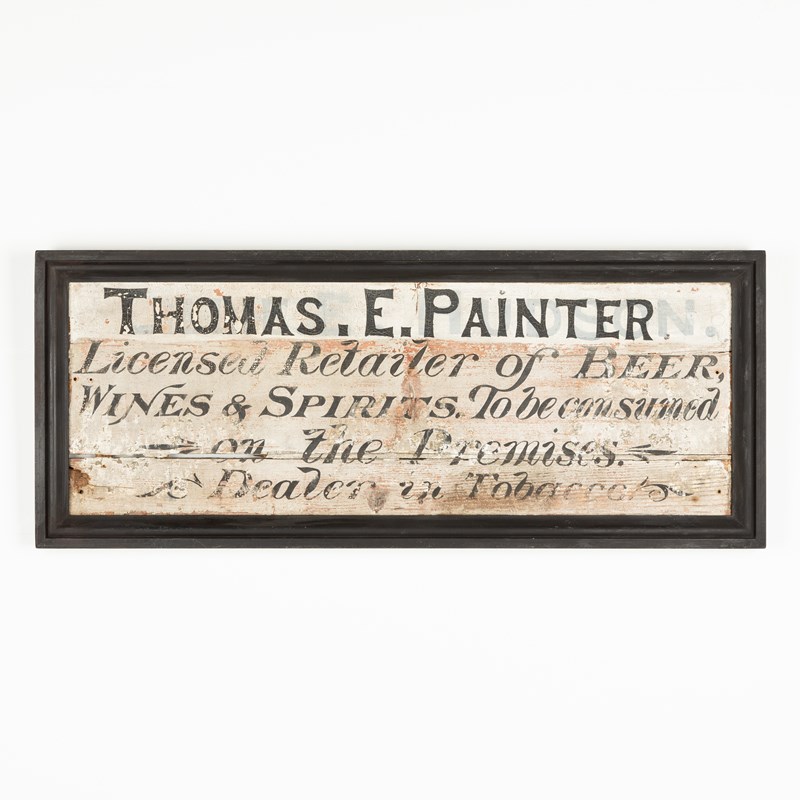 THOMAS. E. PAINTER.
Licensed Retailer of BEER,
WINES & SPIRITS. To be consumed
on the Premises.
Dealer in Tobacco